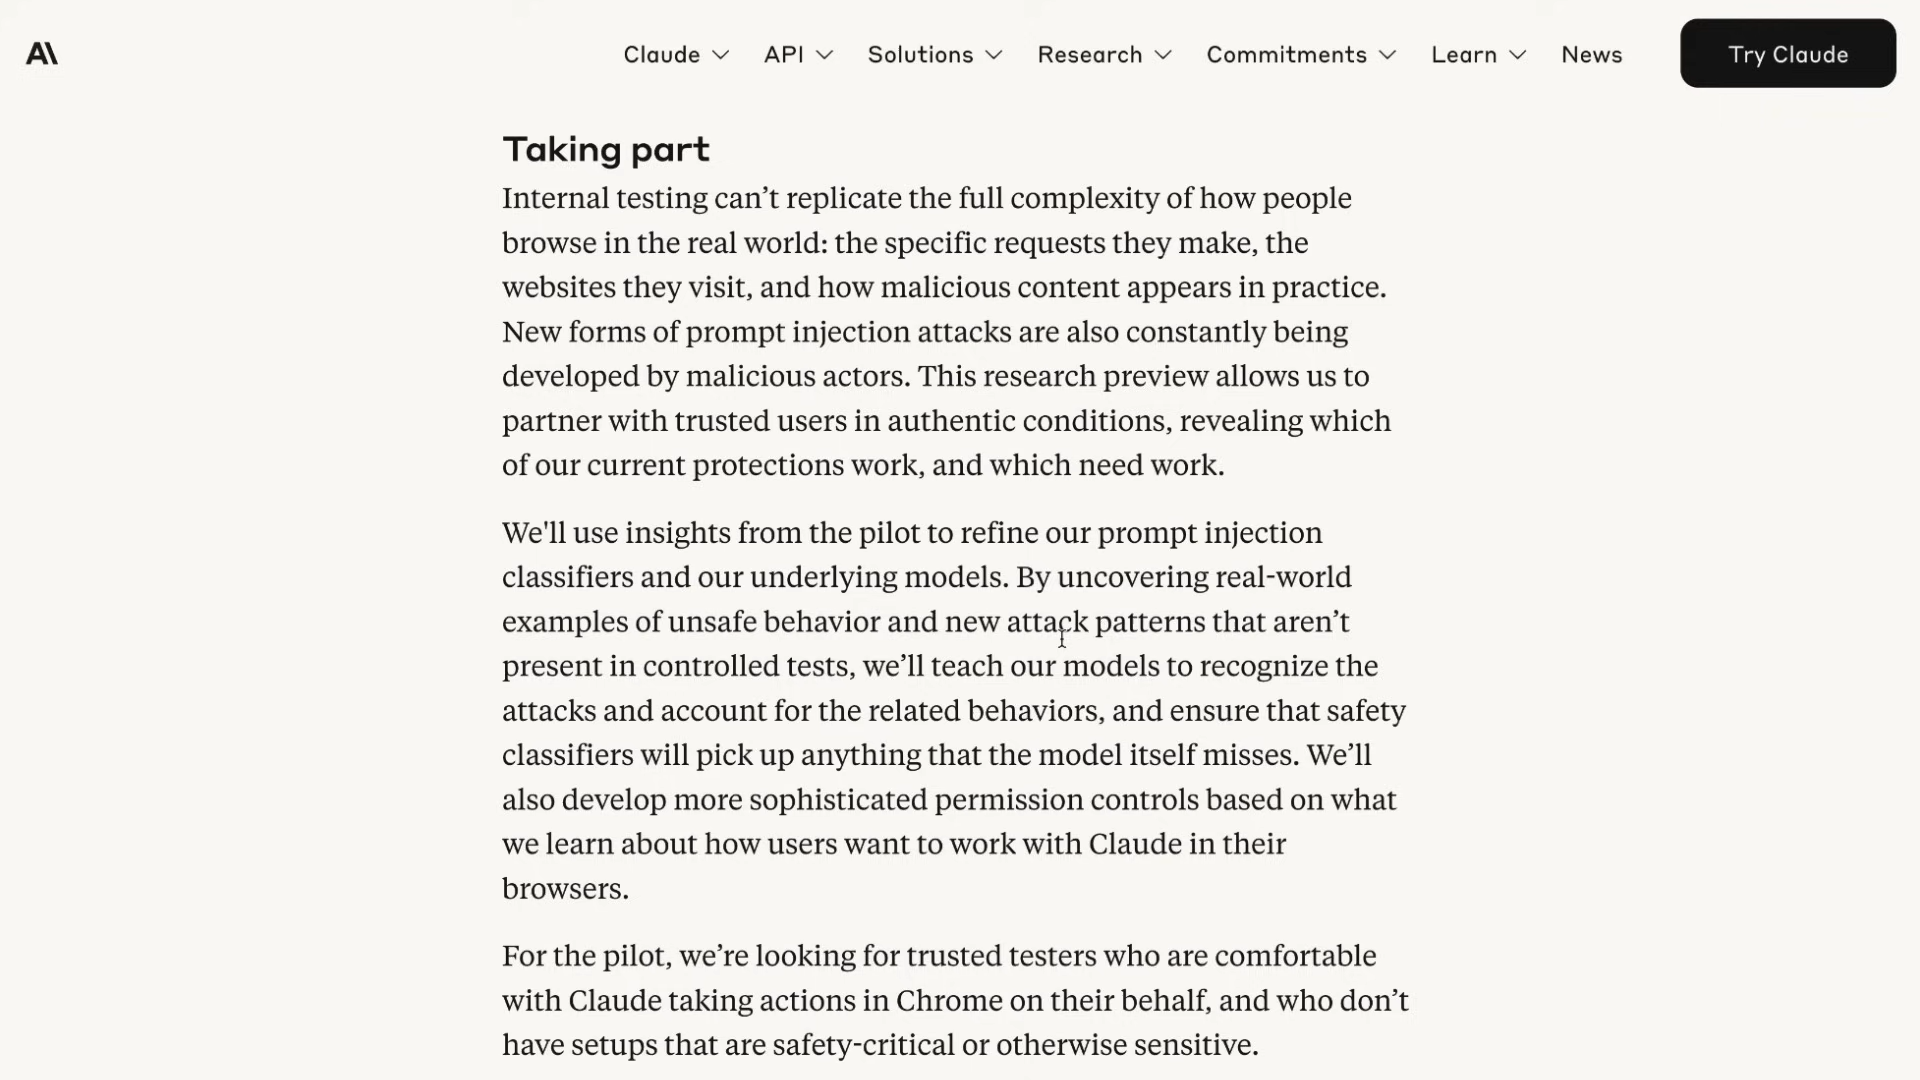 A\
Claude
API
Solutions
Research
Commitments
Learn
News
Try Claude
Taking part
Internal testing can’t replicate the full complexity of how people
browse in the real world: the specific requests they make, the
websites they visit, and how malicious content appears in practice.
New forms of prompt injection attacks are also constantly being
developed by malicious actors. This research preview allows us to
partner with trusted users in authentic conditions, revealing which
of our current protections work, and which need work.
We'll use insights from the pilot to refine our prompt injection
classifiers and our underlying models. By uncovering real-world
examples of unsafe behavior and new attack patterns that aren’t
present in controlled tests, we’ll teach our models to recognize the
attacks and account for the related behaviors, and ensure that safety
classifiers will pick up anything that the model itself misses. We’ll
also develop more sophisticated permission controls based on what
we learn about how users want to work with Claude in their
browsers.
For the pilot, we’re looking for trusted testers who are comfortable
with Claude taking actions in Chrome on their behalf, and who don’t
have setups that are safety-critical or otherwise sensitive.